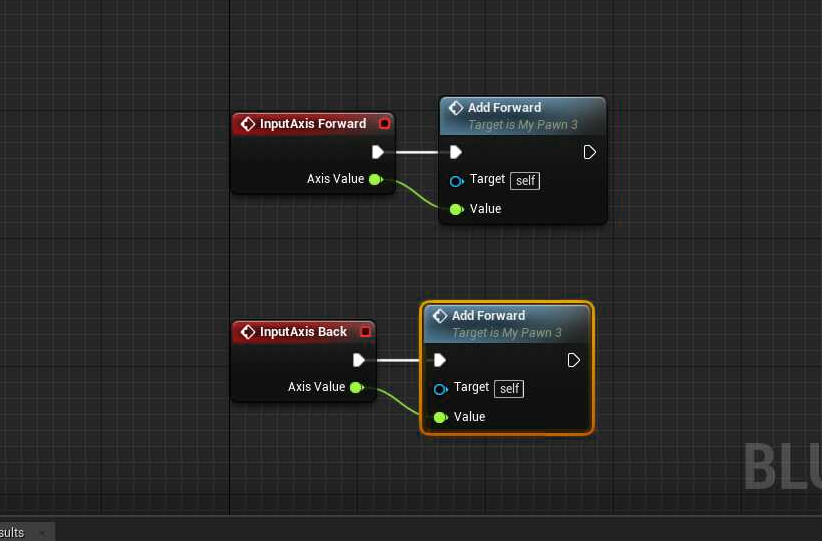 InputAxis Forward
Axis Value
Add Forward
Target is My Pawn 3
Target self
Value
InputAxis Back
Axis Value
Add Forward
Target is My Pawn 3
Target self
Value
BLU
sults